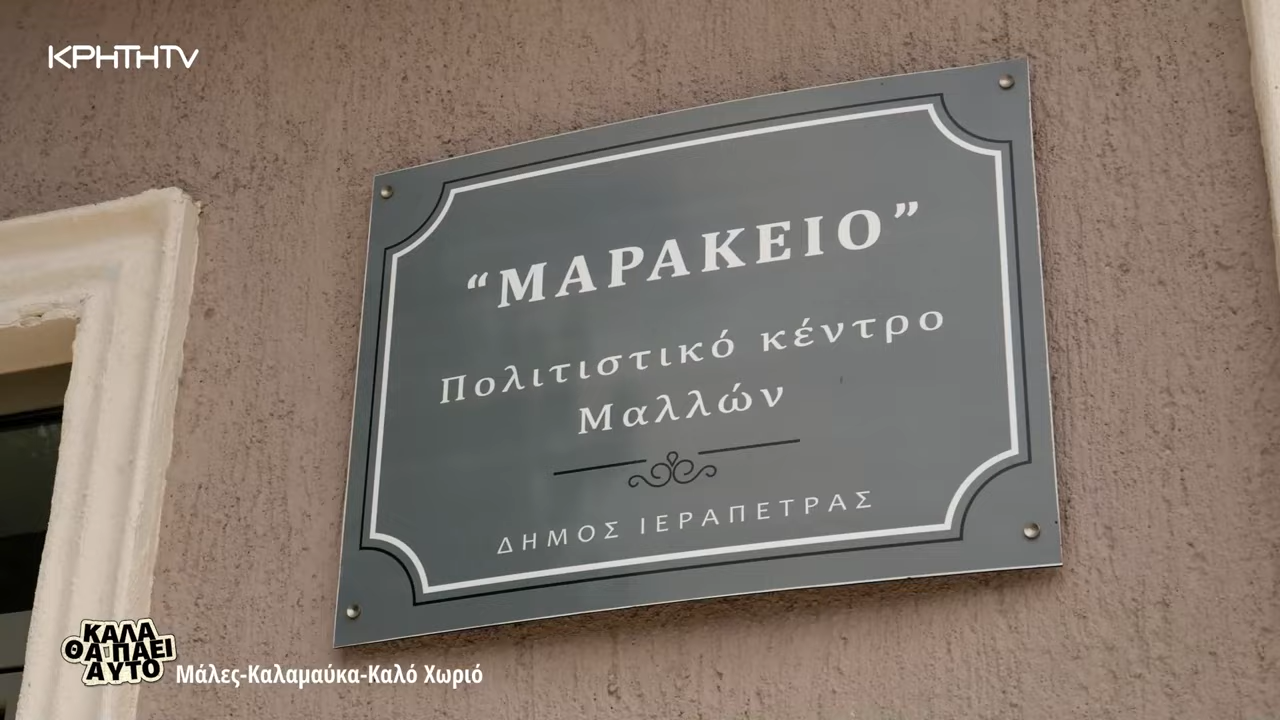 ΚΡΗΤΗTV
“ΜΑΡΑΚΕΙΟ”
Πολιτιστικό κέντρο
Μαλλών
ΔΗΜΟΣ ΙΕΡΑΠΕΤΡΑΣ
ΚΑΛΑ
ΘΑ ΠΑΕΙ
ΑΥΤΟ
Μάλες-Καλαμαύκα-Καλό Χωριό